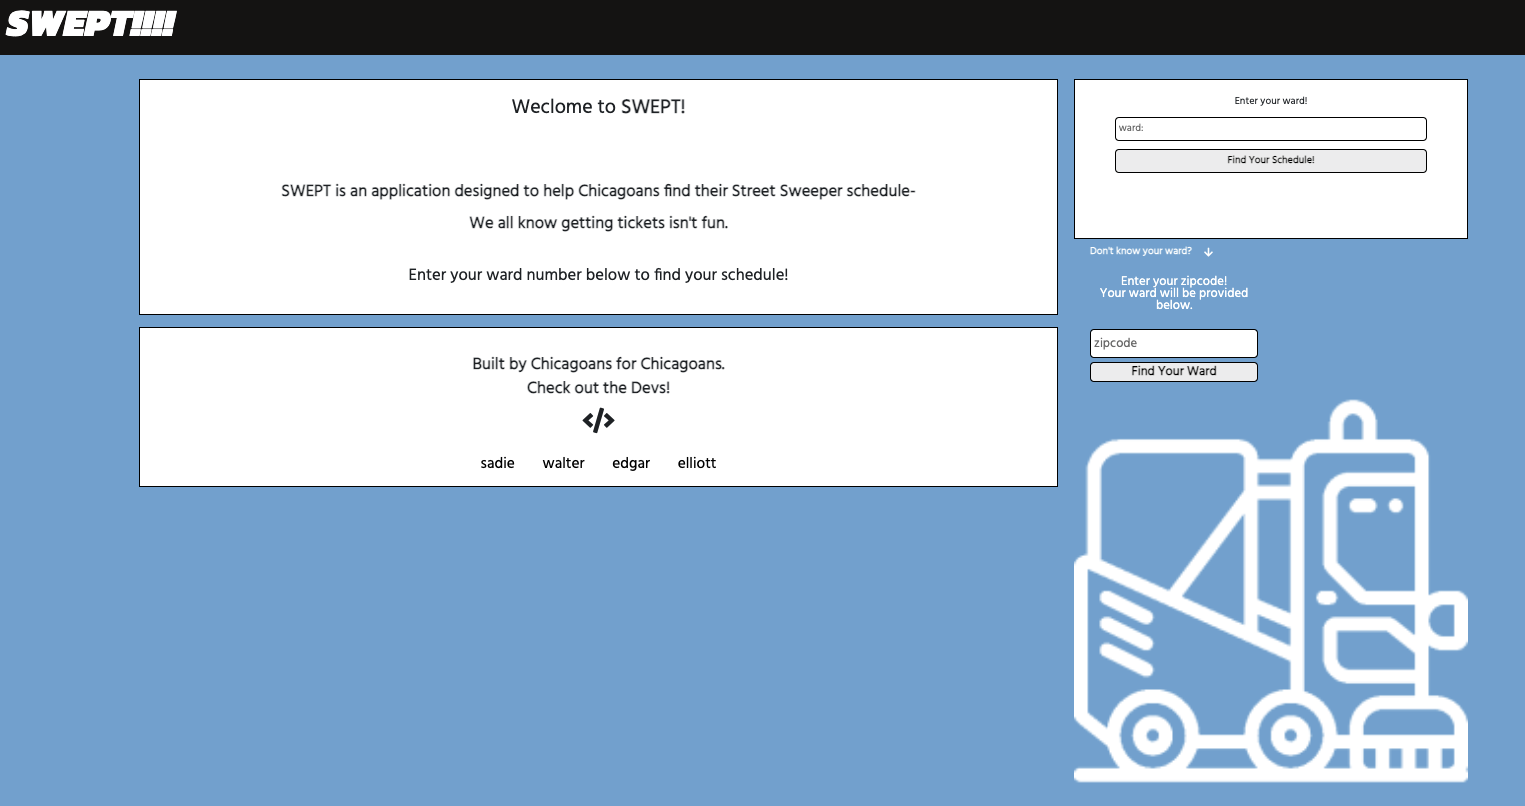 SWEPT!!!!
Weclome to SWEPT!
SWEPT is an application designed to help Chicagoans find their Street Sweeper schedule-
We all know getting tickets isn't fun.
Enter your ward number below to find your schedule!
Built by Chicagoans for Chicagoans.
Check out the Devs!
</>
sadie walter edgar elliott
Enter your ward!
ward:
Find Your Schedule!
Don't know your ward? ↓
Enter your zipcode!
Your ward will be provided
below.
zipcode
Find Your Ward